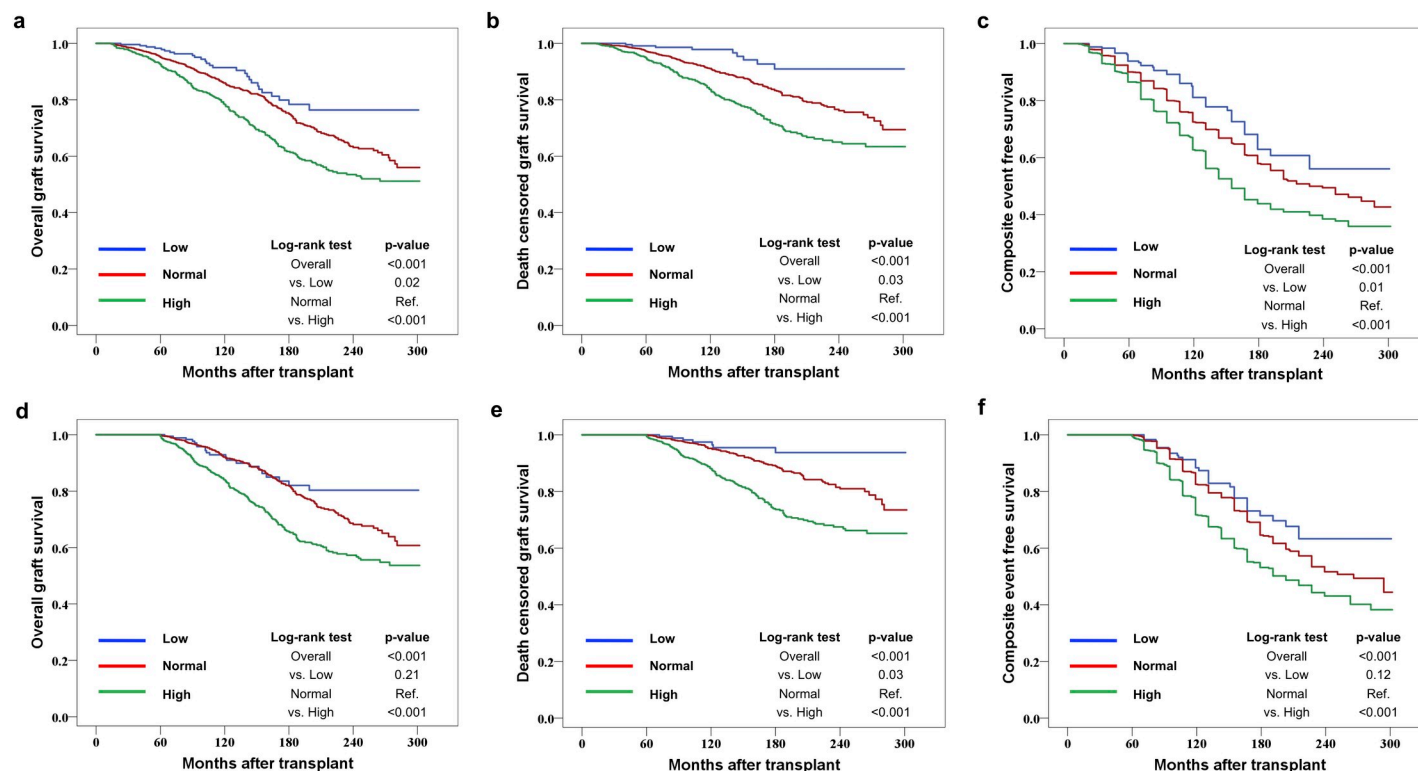 a
Overall graft survival
1.0
0.8
0.6
0.4
0.2
0.0
Low
Normal
High
Log-rank test p-value
Overall <0.001
vs. Low 0.02
Normal Ref.
vs. High <0.001
0 60 120 180 240 300
Months after transplant
b
Death censored graft survival
1.0
0.8
0.6
0.4
0.2
0.0
Low
Normal
High
Log-rank test p-value
Overall <0.001
vs. Low 0.03
Normal Ref.
vs. High <0.001
0 60 120 180 240 300
Months after transplant
c
Composite event free survival
1.0
0.8
0.6
0.4
0.2
0.0
Low
Normal
High
Log-rank test p-value
Overall <0.001
vs. Low 0.01
Normal Ref.
vs. High <0.001
0 60 120 180 240 300
Months after transplant
d
Overall graft survival
1.0
0.8
0.6
0.4
0.2
0.0
Low
Normal
High
Log-rank test p-value
Overall <0.001
vs. Low 0.21
Normal Ref.
vs. High <0.001
0 60 120 180 240 300
Months after transplant
e
Death censored graft survival
1.0
0.8
0.6
0.4
0.2
0.0
Low
Normal
High
Log-rank test p-value
Overall <0.001
vs. Low 0.03
Normal Ref.
vs. High <0.001
0 60 120 180 240 300
Months after transplant
f
Composite event free survival
1.0
0.8
0.6
0.4
0.2
0.0
Low
Normal
High
Log-rank test p-value
Overall <0.001
vs. Low 0.12
Normal Ref.
vs. High <0.001
0 60 120 180 240 300
Months after transplant